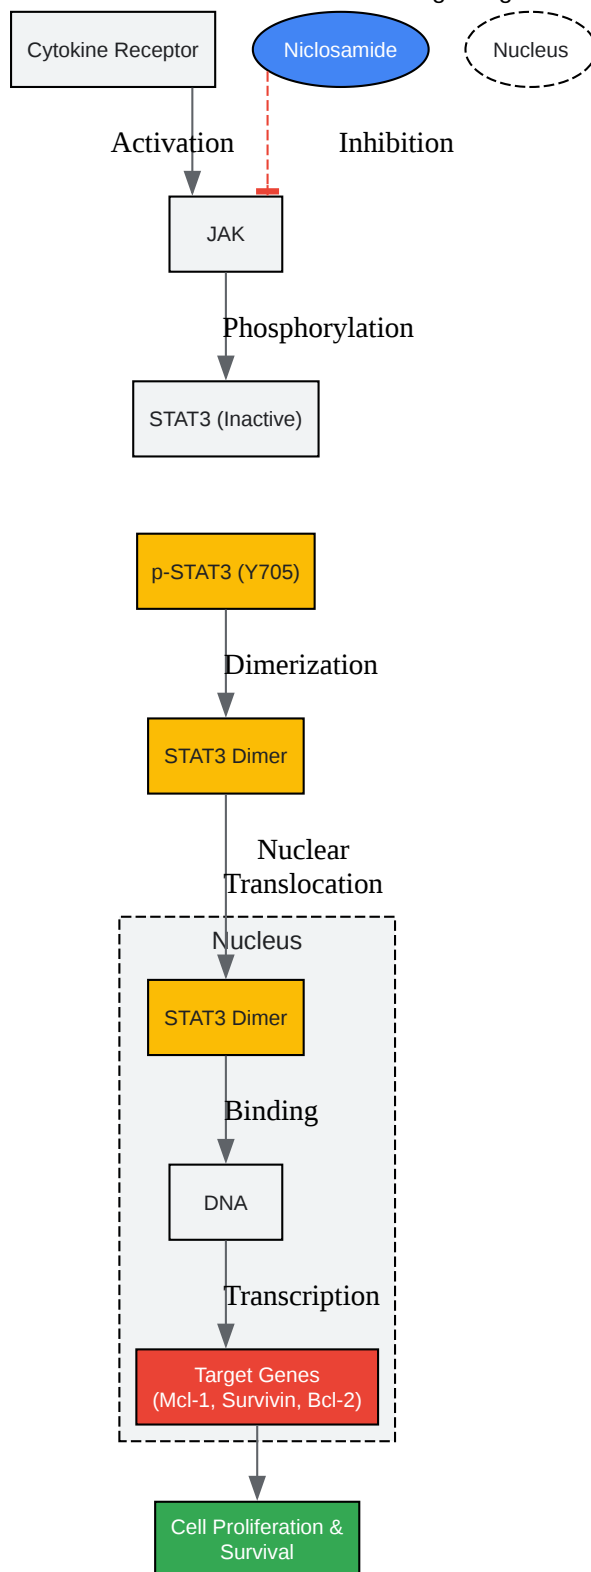 Cytokine Receptor
Niclosamide
Nucleus
Activation
Inhibition
JAK
Phosphorylation
STAT3 (Inactive)
p-STAT3 (Y705)
Dimerization
STAT3 Dimer
Nuclear
Translocation
Nucleus
STAT3 Dimer
Binding
DNA
Transcription
Target Genes
(Mcl-1, Survivin, Bcl-2)
Cell Proliferation &
Survival